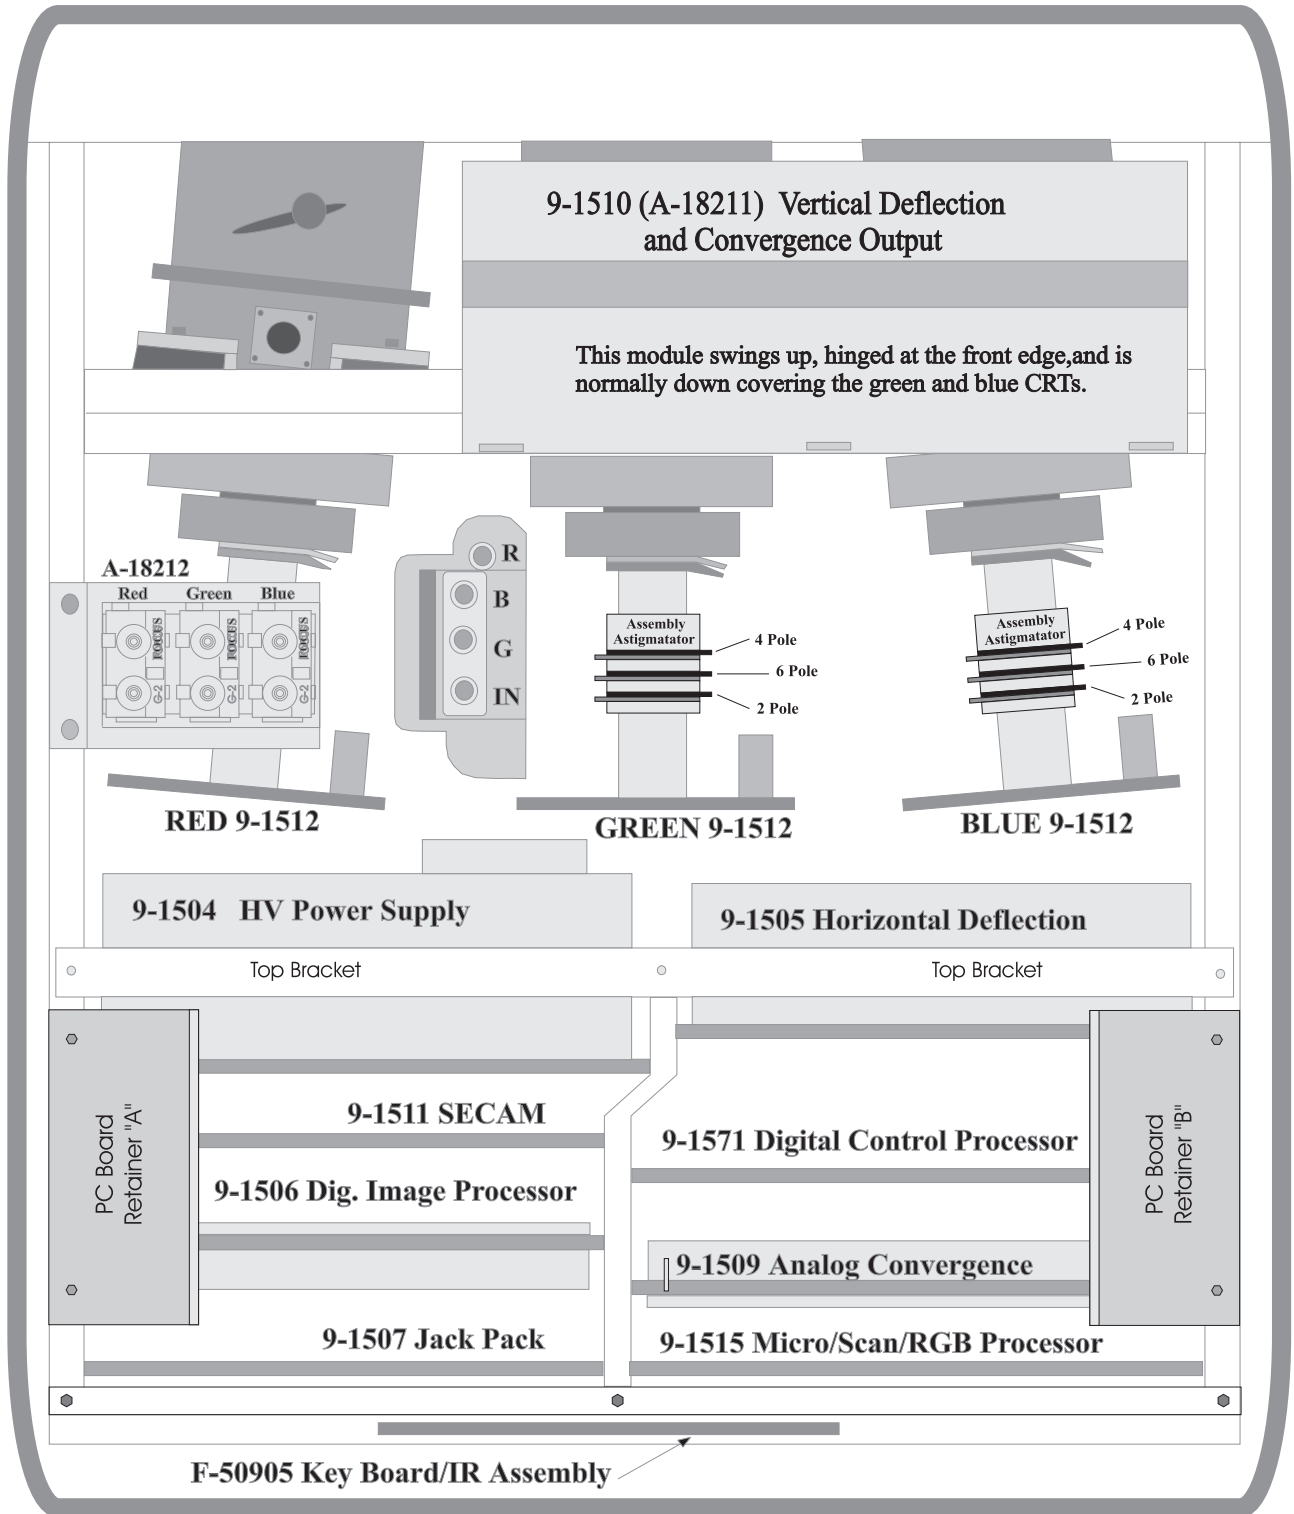 9-1510 (A-18211)  Vertical Deflection
and Convergence Output
This module swings up, hinged at the front edge,and is
normally down covering the green and blue CRTs.
A-18212
Red Green Blue
FOCUS FOCUS FOCUS
G-2 G-2 G-2
R
B
G
IN
Assembly
Astigmatator
4 Pole
6 Pole
2 Pole
Assembly
Astigmatator
4 Pole
6 Pole
2 Pole
RED 9-1512
GREEN 9-1512
BLUE 9-1512
9-1504   HV Power Supply
9-1505 Horizontal Deflection
Top Bracket
Top Bracket
PC Board
Retainer "A"
PC Board
Retainer "B"
9-1511 SECAM
9-1571 Digital Control Processor
9-1506 Dig. Image Processor
9-1509 Analog Convergence
9-1507 Jack Pack
9-1515 Micro/Scan/RGB Processor
F-50905 Key Board/IR Assembly